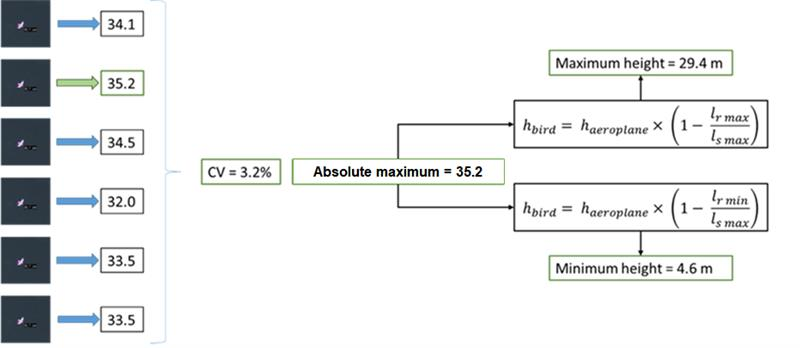 34.1
35.2
34.5
32.0
33.5
33.5
CV = 3.2%
Absolute maximum = 35.2
Maximum height = 29.4 m
h_bird = h_aeroplane × (1 − l_r max / l_s max)
h_bird = h_aeroplane × (1 − l_r min / l_s max)
Minimum height = 4.6 m